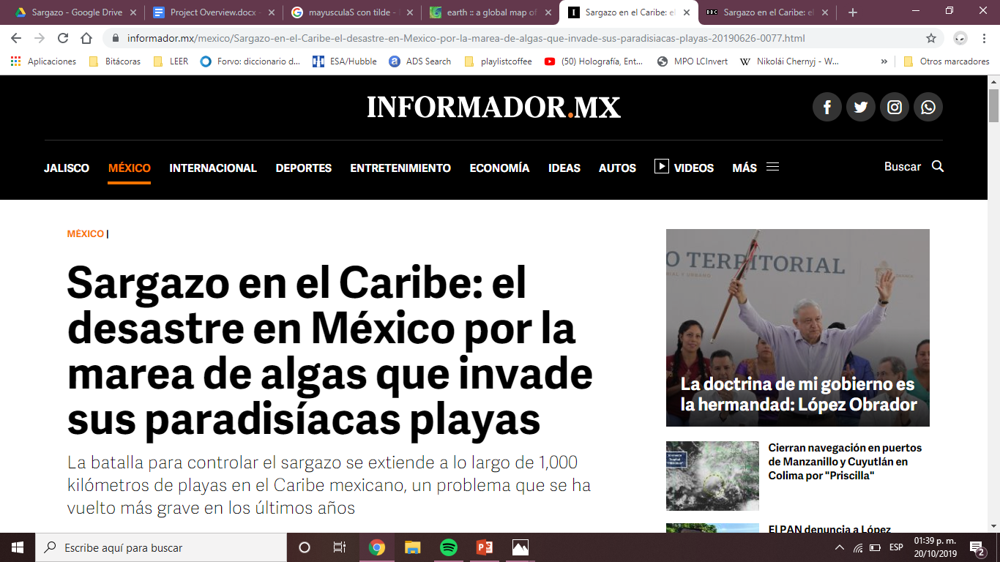 Sargazo - Google Drive
Project Overview.docx -
mayusculaS con tilde -
earth :: a global map of
Sargazo en el Caribe: el
BBC Sargazo en el Caribe: el
informador.mx/mexico/Sargazo-en-el-Caribe-el-desastre-en-Mexico-por-la-marea-de-algas-que-invade-sus-paradisiacas-playas-20190626-0077.html
Aplicaciones Bitácoras LEER Forvo: diccionario d... ESA/Hubble ADS Search playlistcoffee (50) Holografía, Ent... MPO LCInvert Nikolái Chernyj - W... » Otros marcadores
INFORMADOR.MX
JALISCO MÉXICO INTERNACIONAL DEPORTES ENTRETENIMIENTO ECONOMÍA IDEAS AUTOS VIDEOS MÁS Buscar
MÉXICO |
Sargazo en el Caribe: el
desastre en México por la
marea de algas que invade
sus paradisíacas playas
La batalla para controlar el sargazo se extiende a lo largo de 1,000
kilómetros de playas en el Caribe mexicano, un problema que se ha
vuelto más grave en los últimos años
O TERRITORIAL
La doctrina de mi gobierno es
la hermandad: López Obrador
Cierran navegación en puertos
de Manzanillo y Cuyutlán en
Colima por "Priscilla"
El PAN denuncia a López
Escribe aquí para buscar
ESP
01:39 p. m.
20/10/2019
2